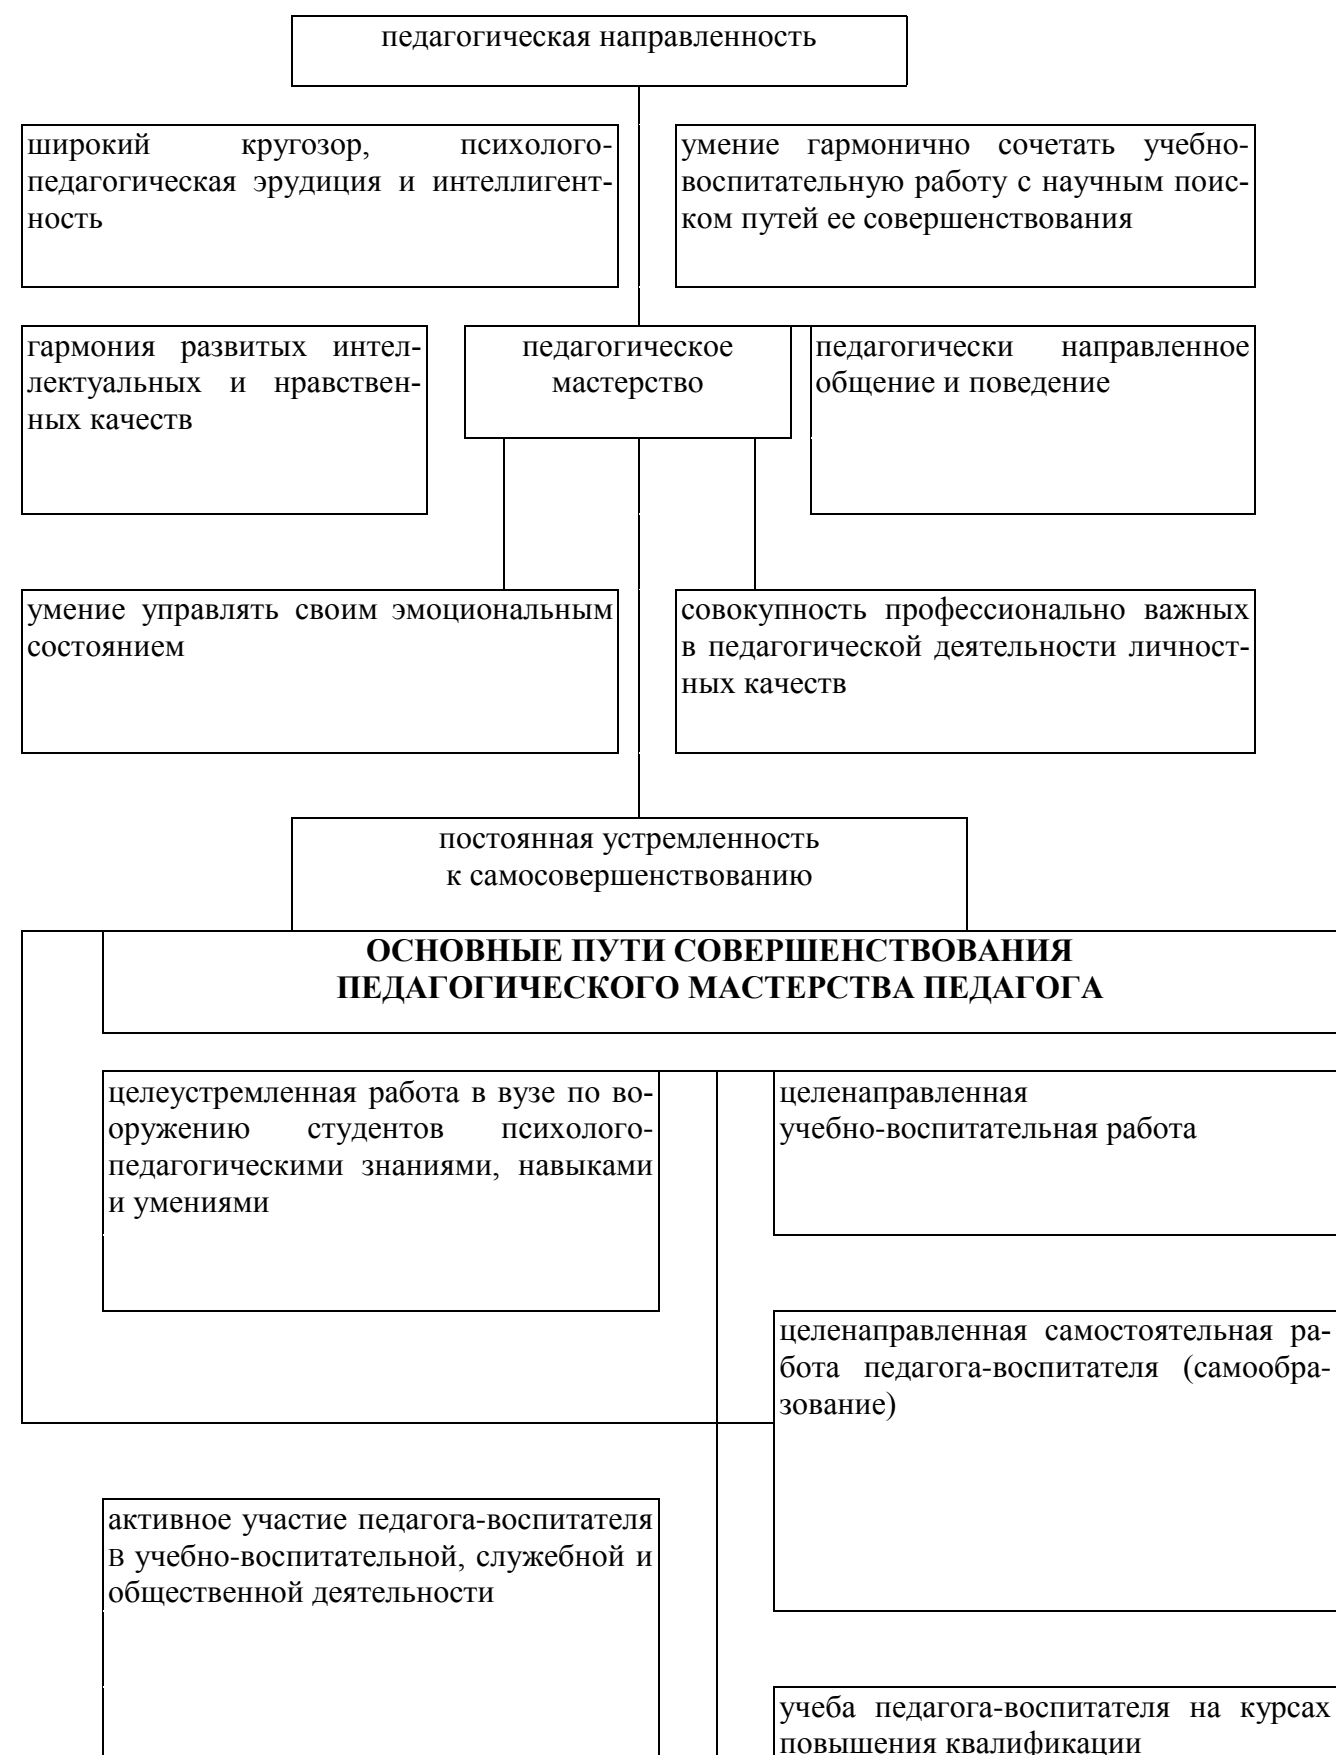 педагогическая направленность
широкий кругозор, психолого-
педагогическая эрудиция и интеллигент-
ность
умение гармонично сочетать учебно-
воспитательную работу с научным поис-
ком путей ее совершенствования
гармония развитых интел-
лектуальных и нравствен-
ных качеств
педагогическое
мастерство
педагогически направленное
общение и поведение
умение управлять своим эмоциональным
состоянием
совокупность профессионально важных
в педагогической деятельности личност-
ных качеств
постоянная устремленность
к самосовершенствованию
ОСНОВНЫЕ ПУТИ СОВЕРШЕНСТВОВАНИЯ
ПЕДАГОГИЧЕСКОГО МАСТЕРСТВА ПЕДАГОГА
целеустремленная работа в вузе по во-
оружению студентов психолого-
педагогическими знаниями, навыками
и умениями
целенаправленная
учебно-воспитательная работа
целенаправленная самостоятельная ра-
бота педагога-воспитателя (самообра-
зование)
активное участие педагога-воспитателя
В учебно-воспитательной, служебной и
общественной деятельности
учеба педагога-воспитателя на курсах
повышения квалификации